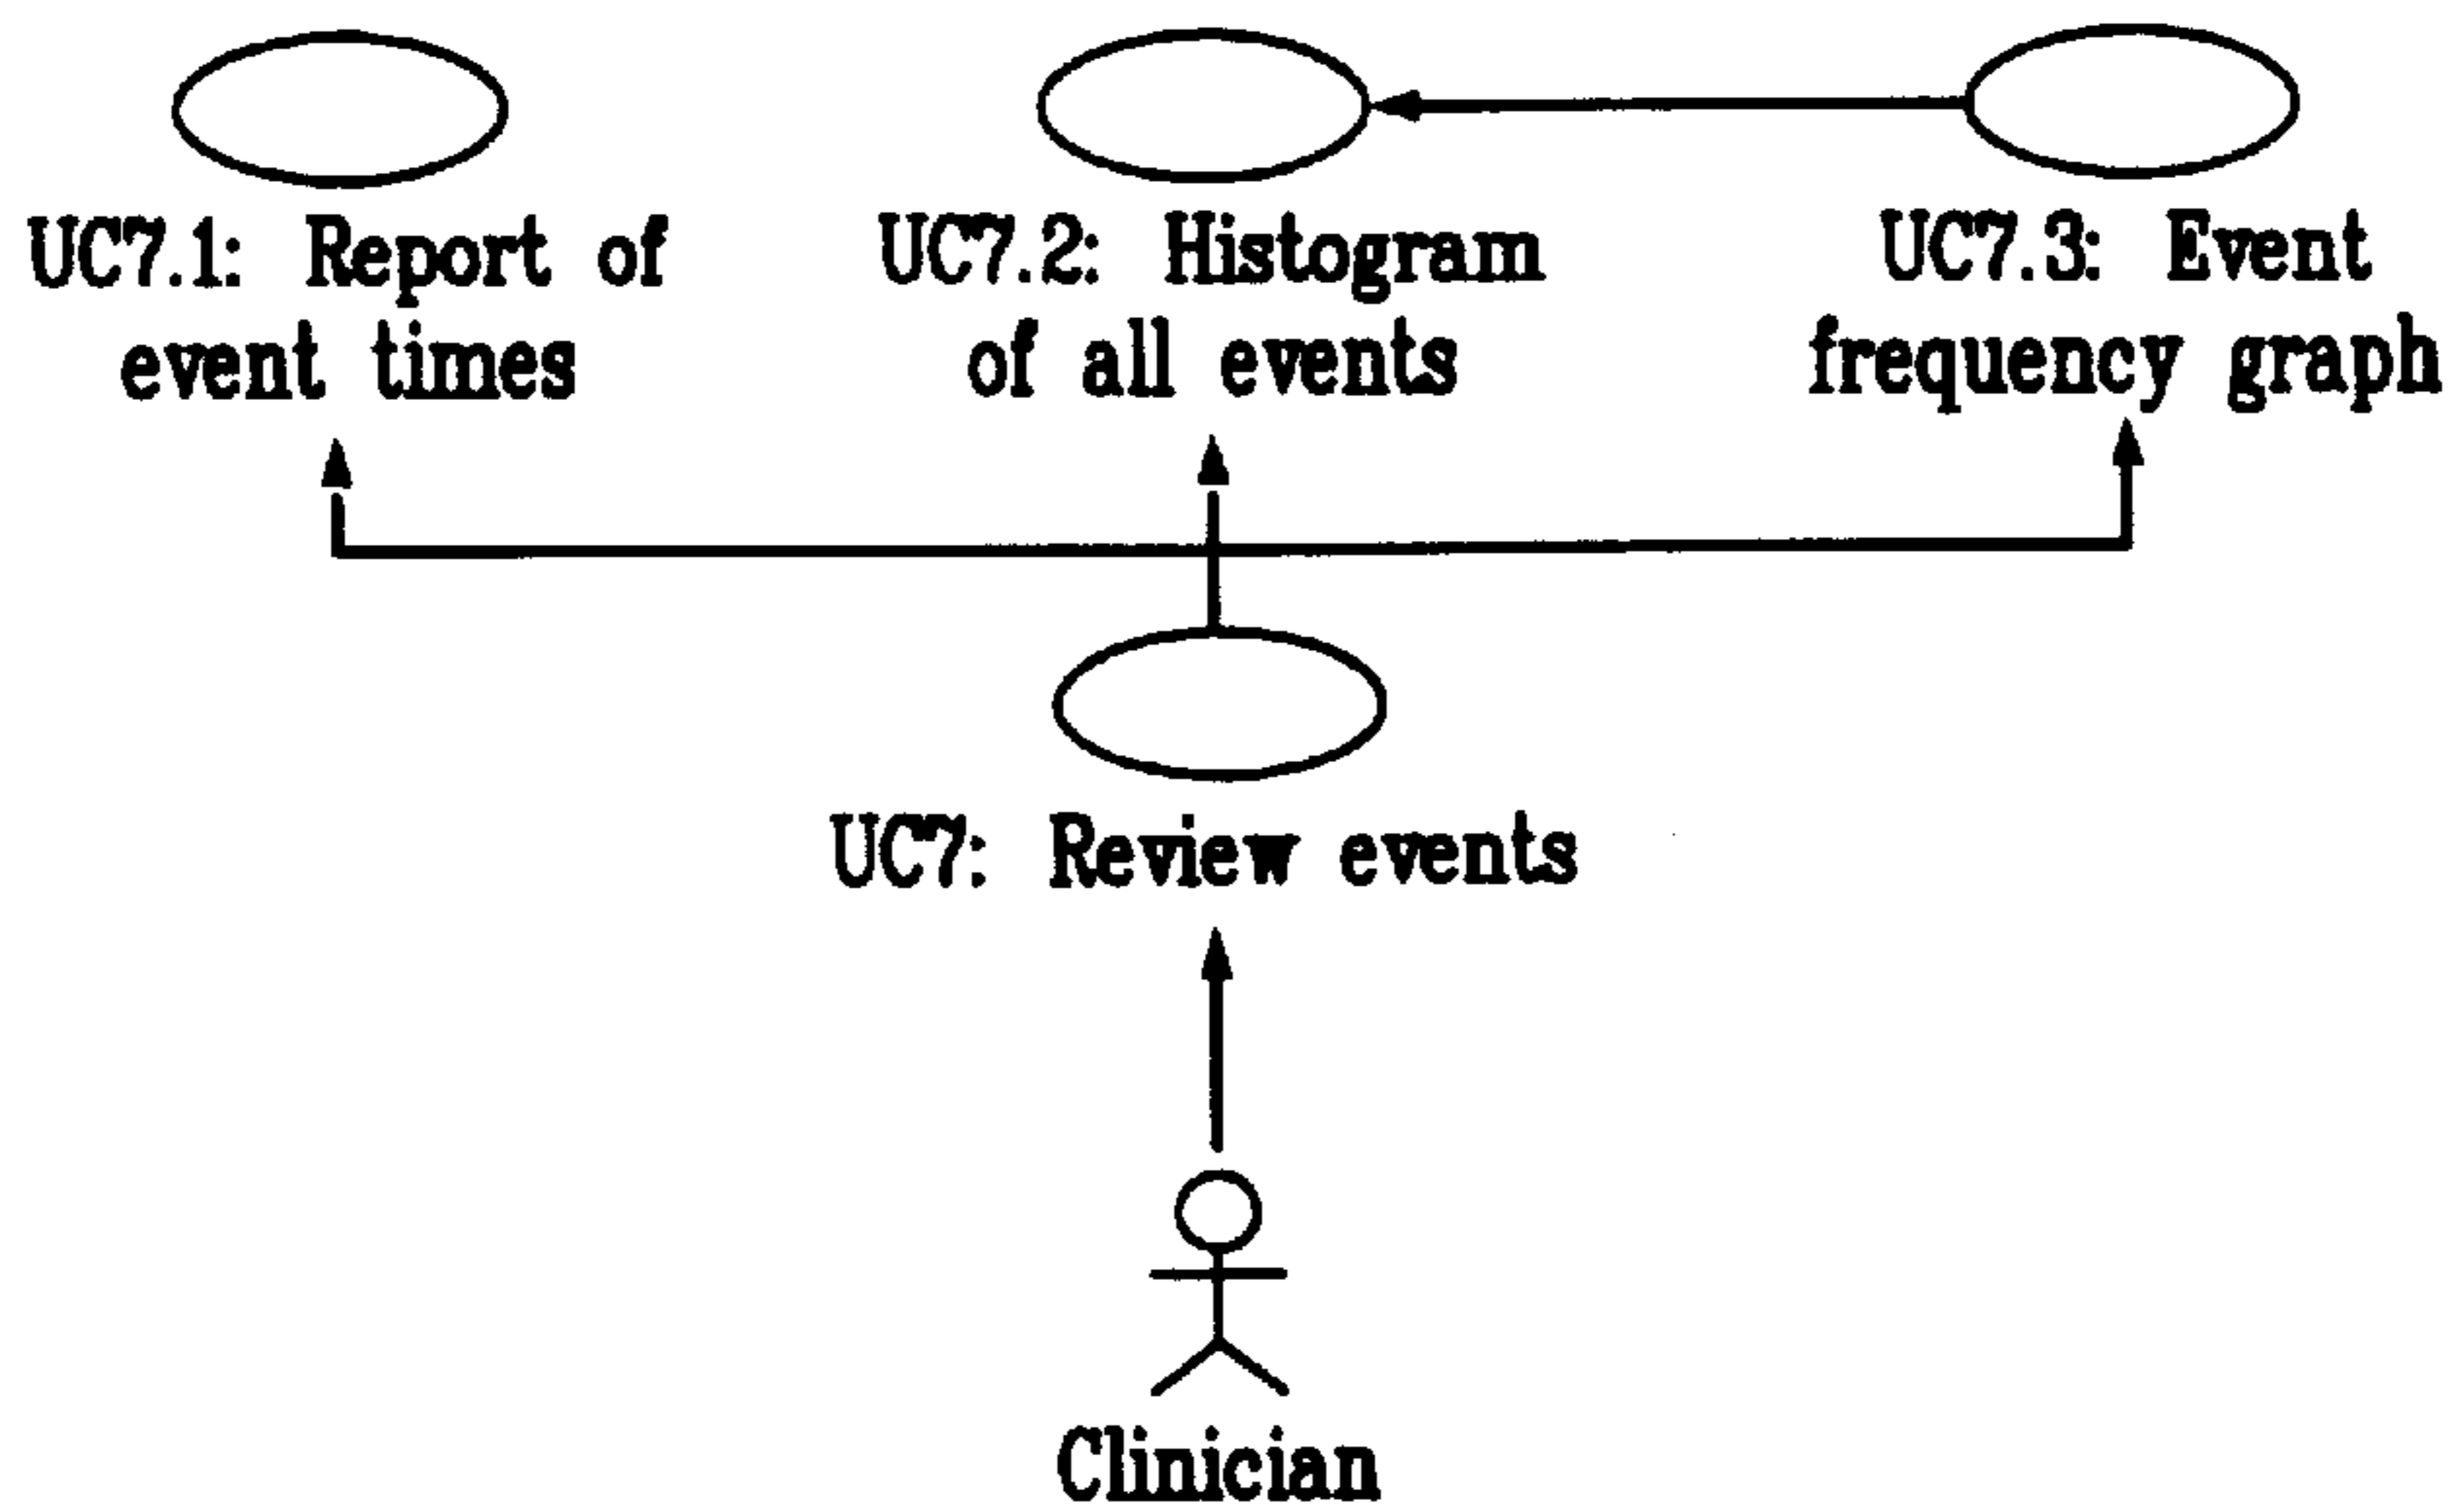 UC7.1: Report of
event times
UC7.2: Histogram
of all events
UC7.3: Event
frequency graph
UC7: Review events
Clinician